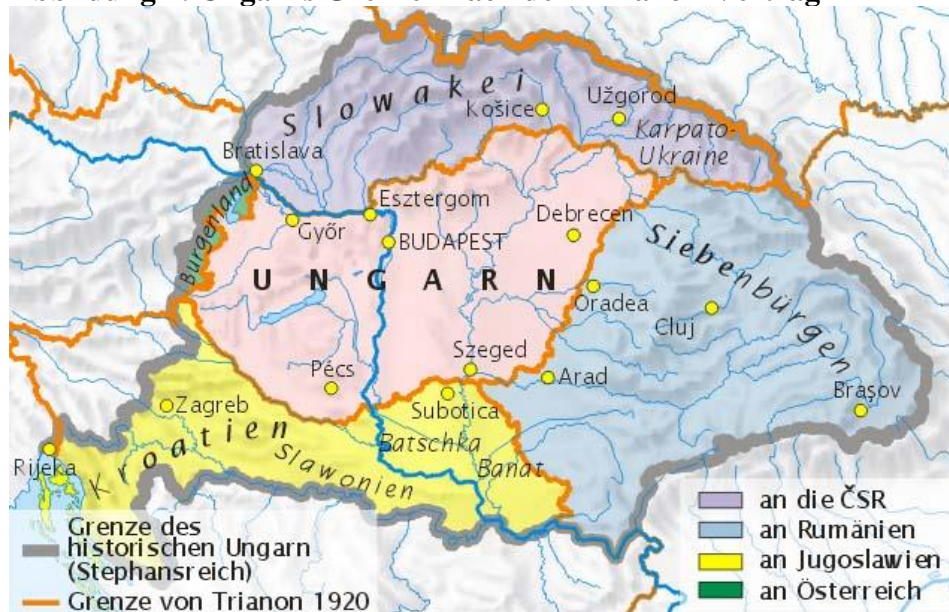 Slowakei
Košice
Užgorod
Karpato-
Ukraine
Bratislava
Burgenland
Esztergom
Győr
BUDAPEST
Debrecen
Siebenbürgen
UNGARN
Oradea
Cluj
Pécs
Szeged
Arad
Brașov
Zagreb
Subotica
Kroatien
Slawonien
Batschka
Banat
Rijeka
Grenze des
historischen Ungarn
(Stephansreich)
Grenze von Trianon 1920
an die ČSR
an Rumänien
an Jugoslawien
an Österreich